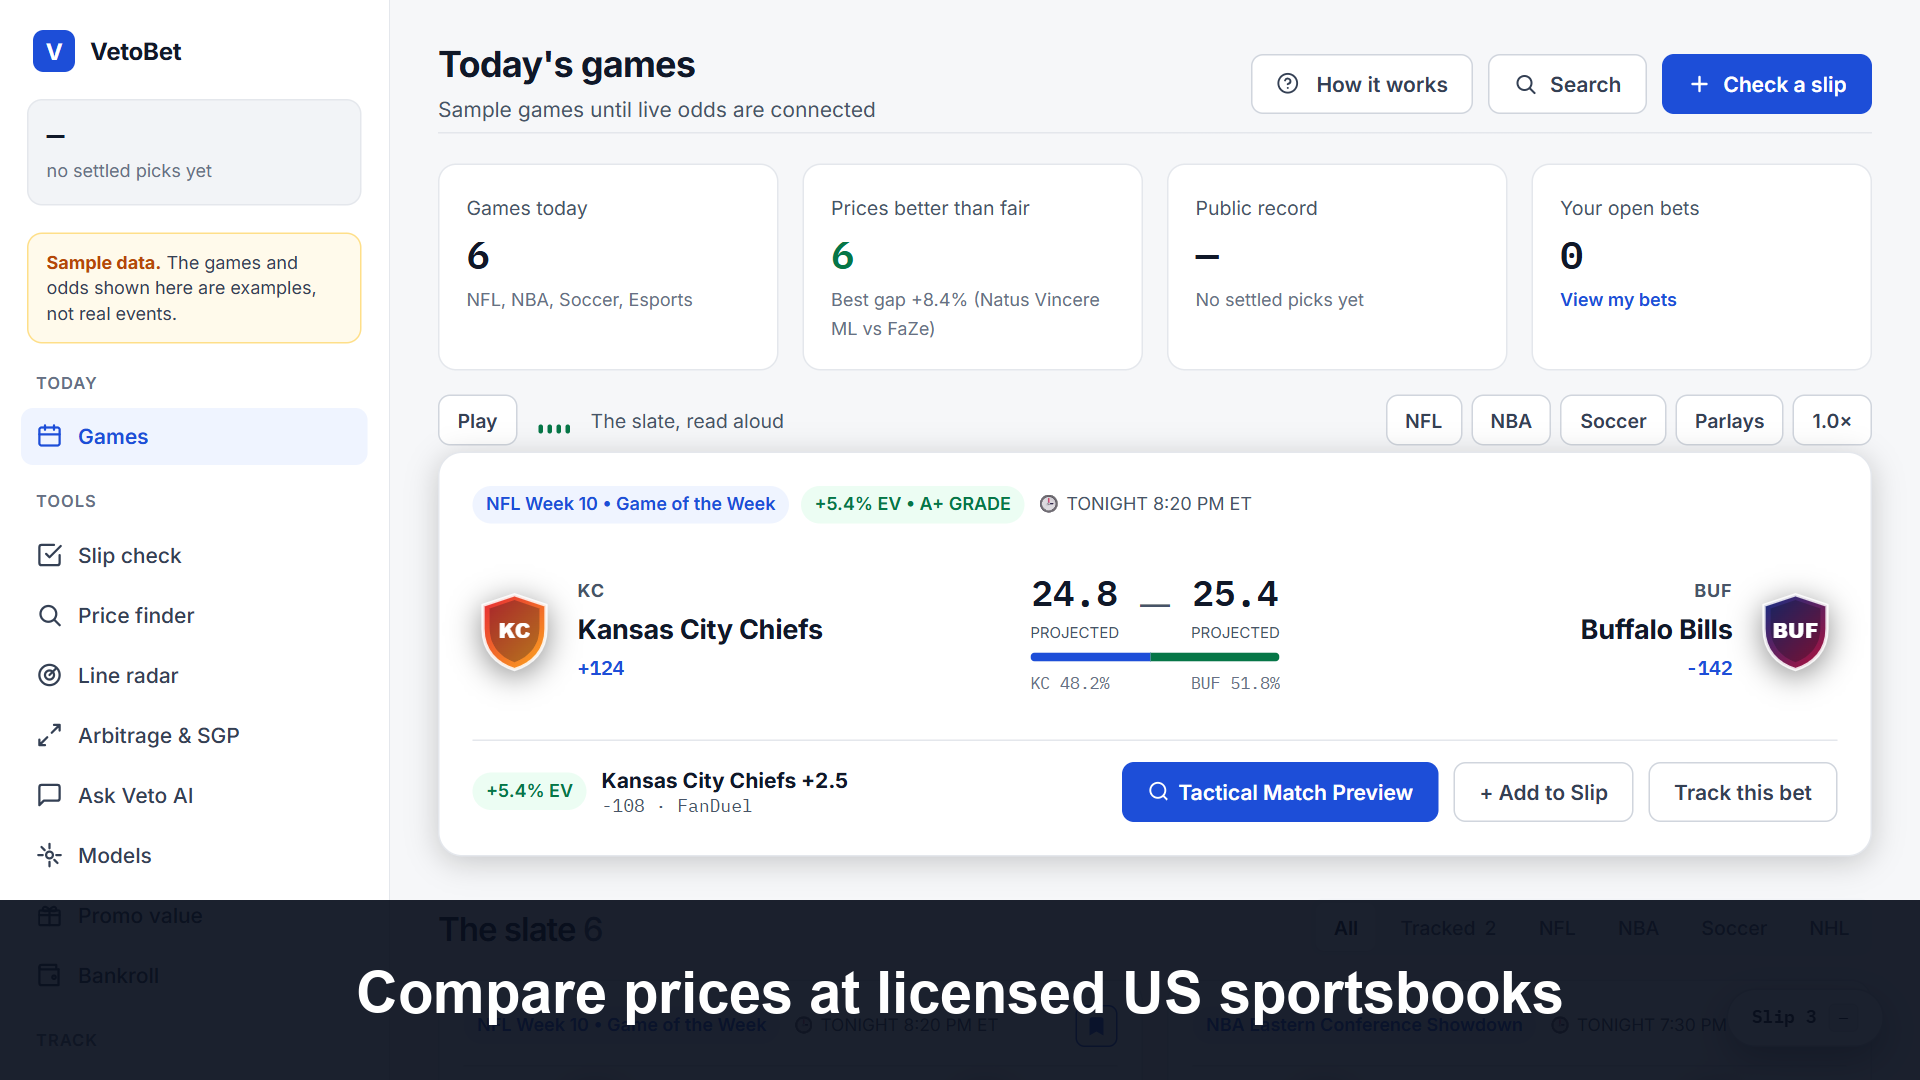 VetoBet
—
no settled picks yet
Sample data. The games and
odds shown here are examples,
not real events.
TODAY
Games
TOOLS
Slip check
Price finder
Line radar
Arbitrage & SGP
Ask Veto AI
Models
Promo value
Bankroll
TRACK
Today's games
Sample games until live odds are connected
How it works
Search
+ Check a slip
Games today
6
NFL, NBA, Soccer, Esports
Prices better than fair
6
Best gap +8.4% (Natus Vincere
ML vs FaZe)
Public record
—
No settled picks yet
Your open bets
0
View my bets
Play
The slate, read aloud
NFL
NBA
Soccer
Parlays
1.0×
NFL Week 10 • Game of the Week
+5.4% EV • A+ GRADE
TONIGHT 8:20 PM ET
KC
KC
Kansas City Chiefs
+124
24.8 — 25.4
PROJECTED PROJECTED
KC 48.2% BUF 51.8%
BUF
Buffalo Bills
-142
BUF
+5.4% EV
Kansas City Chiefs +2.5
-108 · FanDuel
Tactical Match Preview
+ Add to Slip
Track this bet
The slate 6
All Tracked 2 NFL NBA Soccer NHL
Compare prices at licensed US sportsbooks
NFL Week 10 • Game of the Week
TONIGHT 8:20 PM ET
NBA Eastern Conference Showdown
TONIGHT 7:30 PM
Slip 3 —